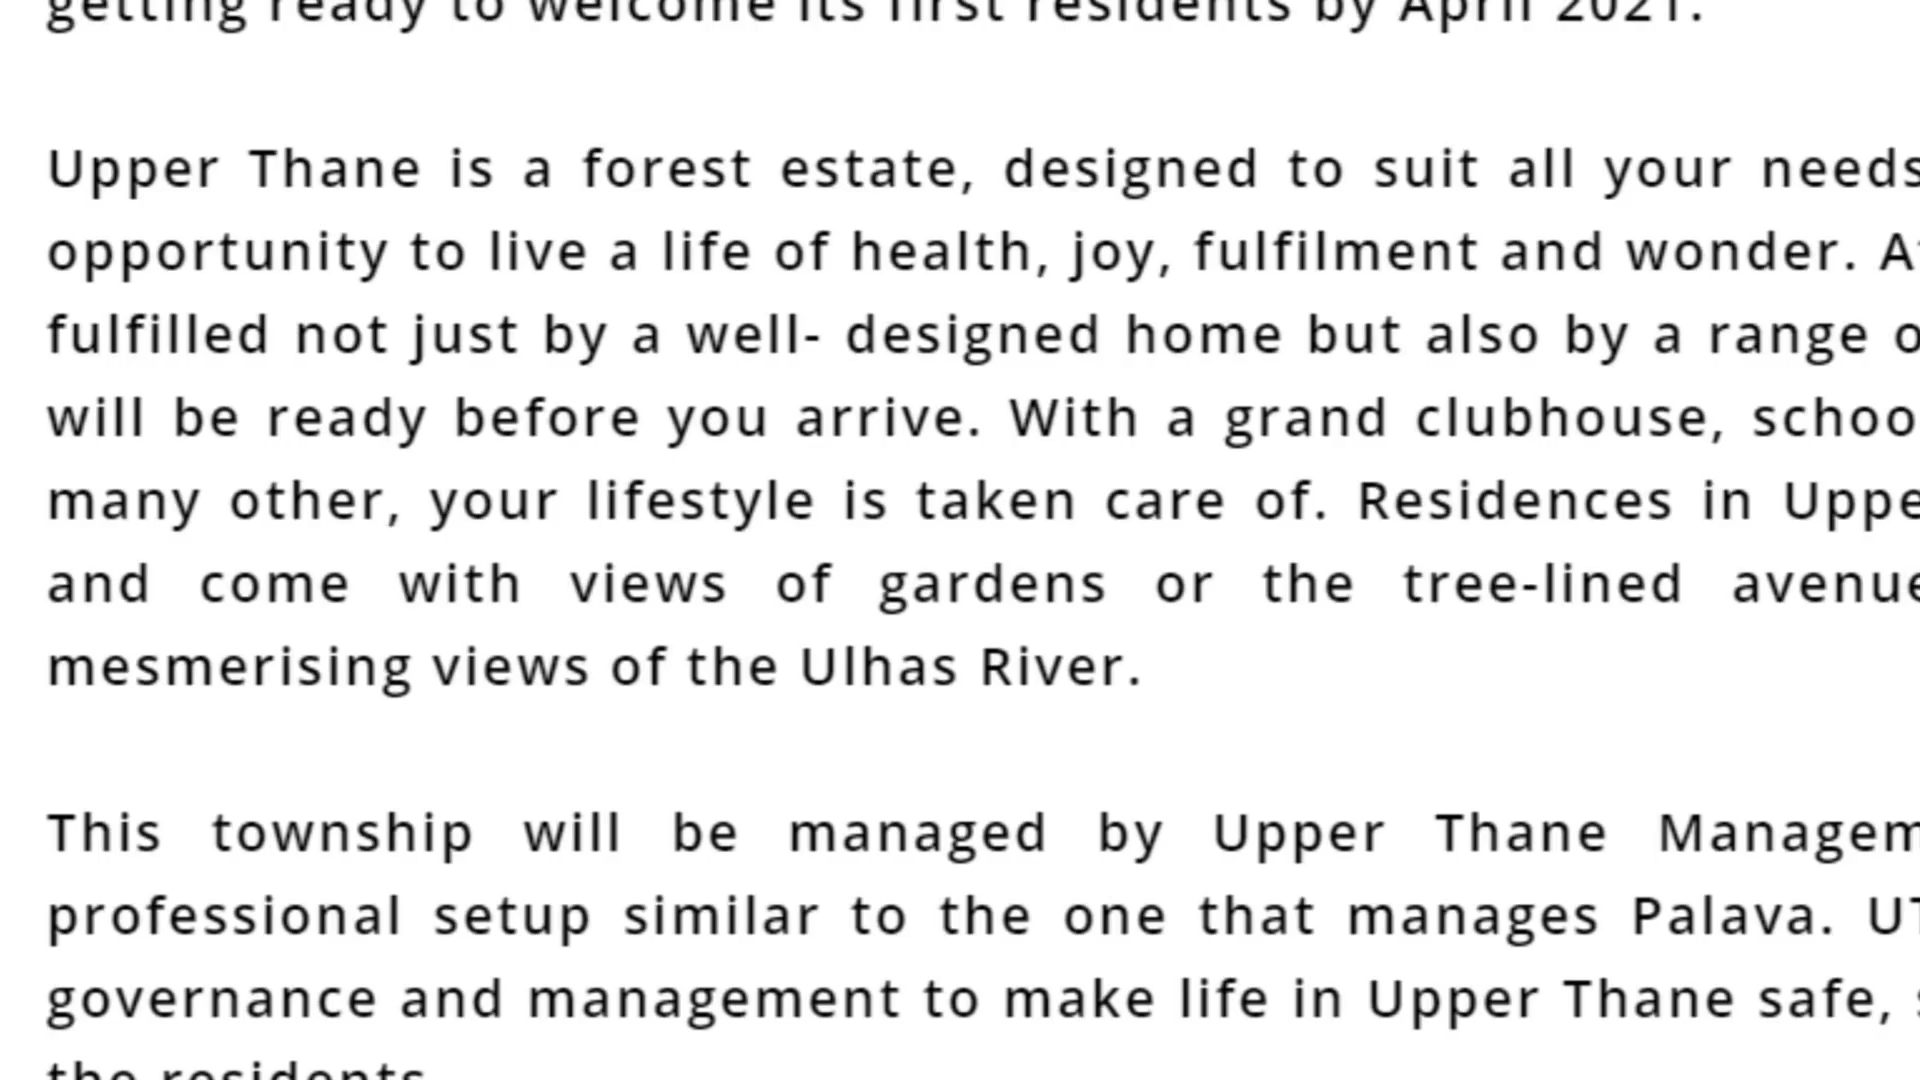 getting ready to welcome its first residents by April 2021.
Upper Thane is a forest estate, designed to suit all your needs
opportunity to live a life of health, joy, fulfilment and wonder.
fulfilled not just by a well- designed home but also by a range
will be ready before you arrive. With a grand clubhouse,
many other, your lifestyle is taken care of. Residences in
and come with views of gardens or the tree-lined
mesmerising views of the Ulhas River.
This township will be managed by Upper Thane
professional setup similar to the one that manages Palava.
governance and management to make life in Upper Thane safe,
the residents